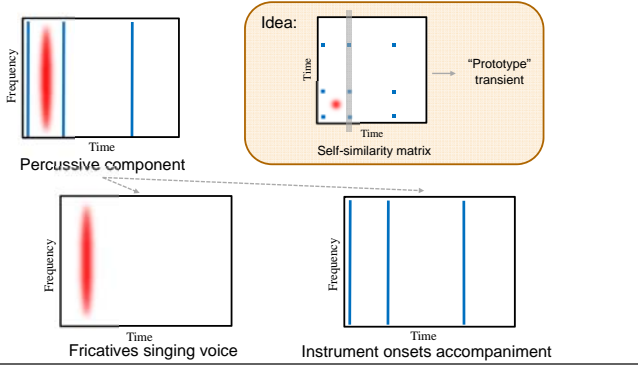 Idea:
Frequency
Time
Percussive component
Time
Time
Self-similarity matrix
“Prototype”
transient
Frequency
Time
Fricatives singing voice
Frequency
Time
Instrument onsets accompaniment